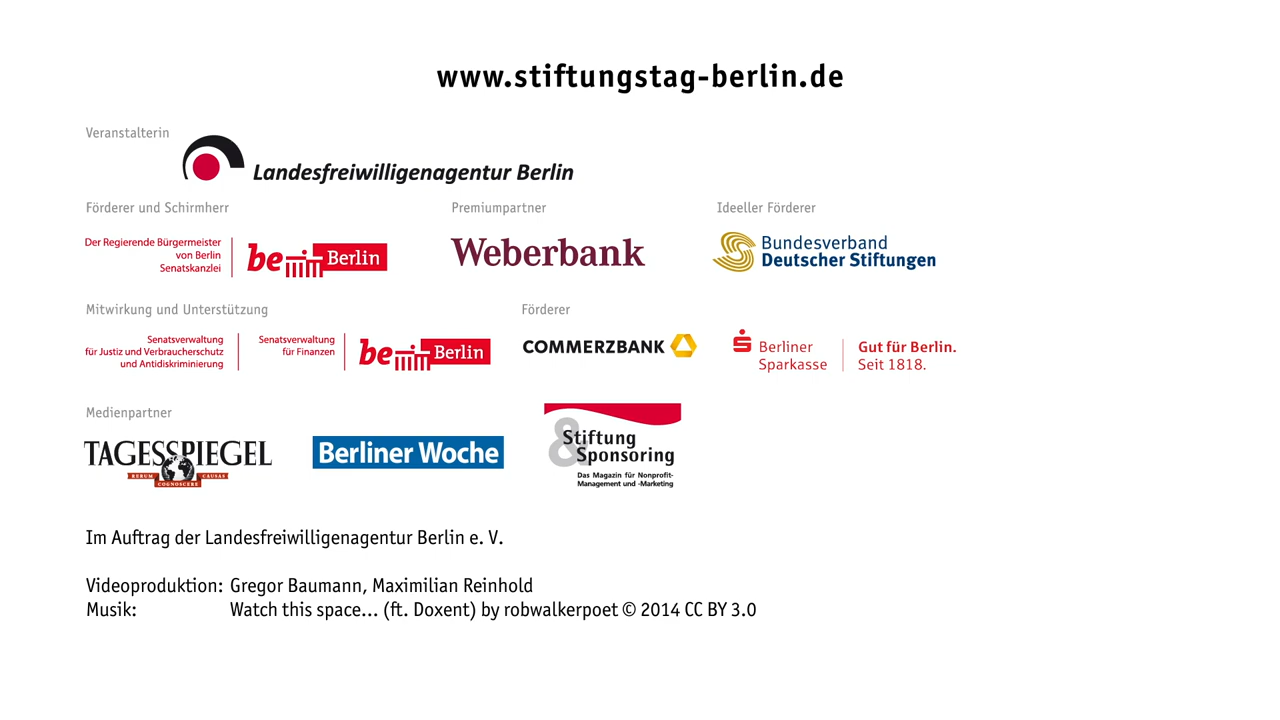 www.stiftungstag-berlin.de
Veranstalterin
Landesfreiwilligenagentur Berlin
Förderer und Schirmherr
Premiumpartner
Ideeller Förderer
Der Regierende Bürgermeister
von Berlin
Senatskanzlei
be Berlin
Weberbank
Bundesverband
Deutscher Stiftungen
Mitwirkung und Unterstützung
Förderer
Senatsverwaltung
für Justiz und Verbraucherschutz
und Antidiskriminierung
Senatsverwaltung
für Finanzen
be Berlin
COMMERZBANK
Berliner
Sparkasse
Gut für Berlin.
Seit 1818.
Medienpartner
TAGESSPIEGEL
RERUM CAUSAS
COGNOSCERE
Berliner Woche
Stiftung
& Sponsoring
Das Magazin für Nonprofit-
Management und -Marketing
Im Auftrag der Landesfreiwilligenagentur Berlin e. V.
Videoproduktion: Gregor Baumann, Maximilian Reinhold
Musik: Watch this space... (ft. Doxent) by robwalkerpoet © 2014 CC BY 3.0